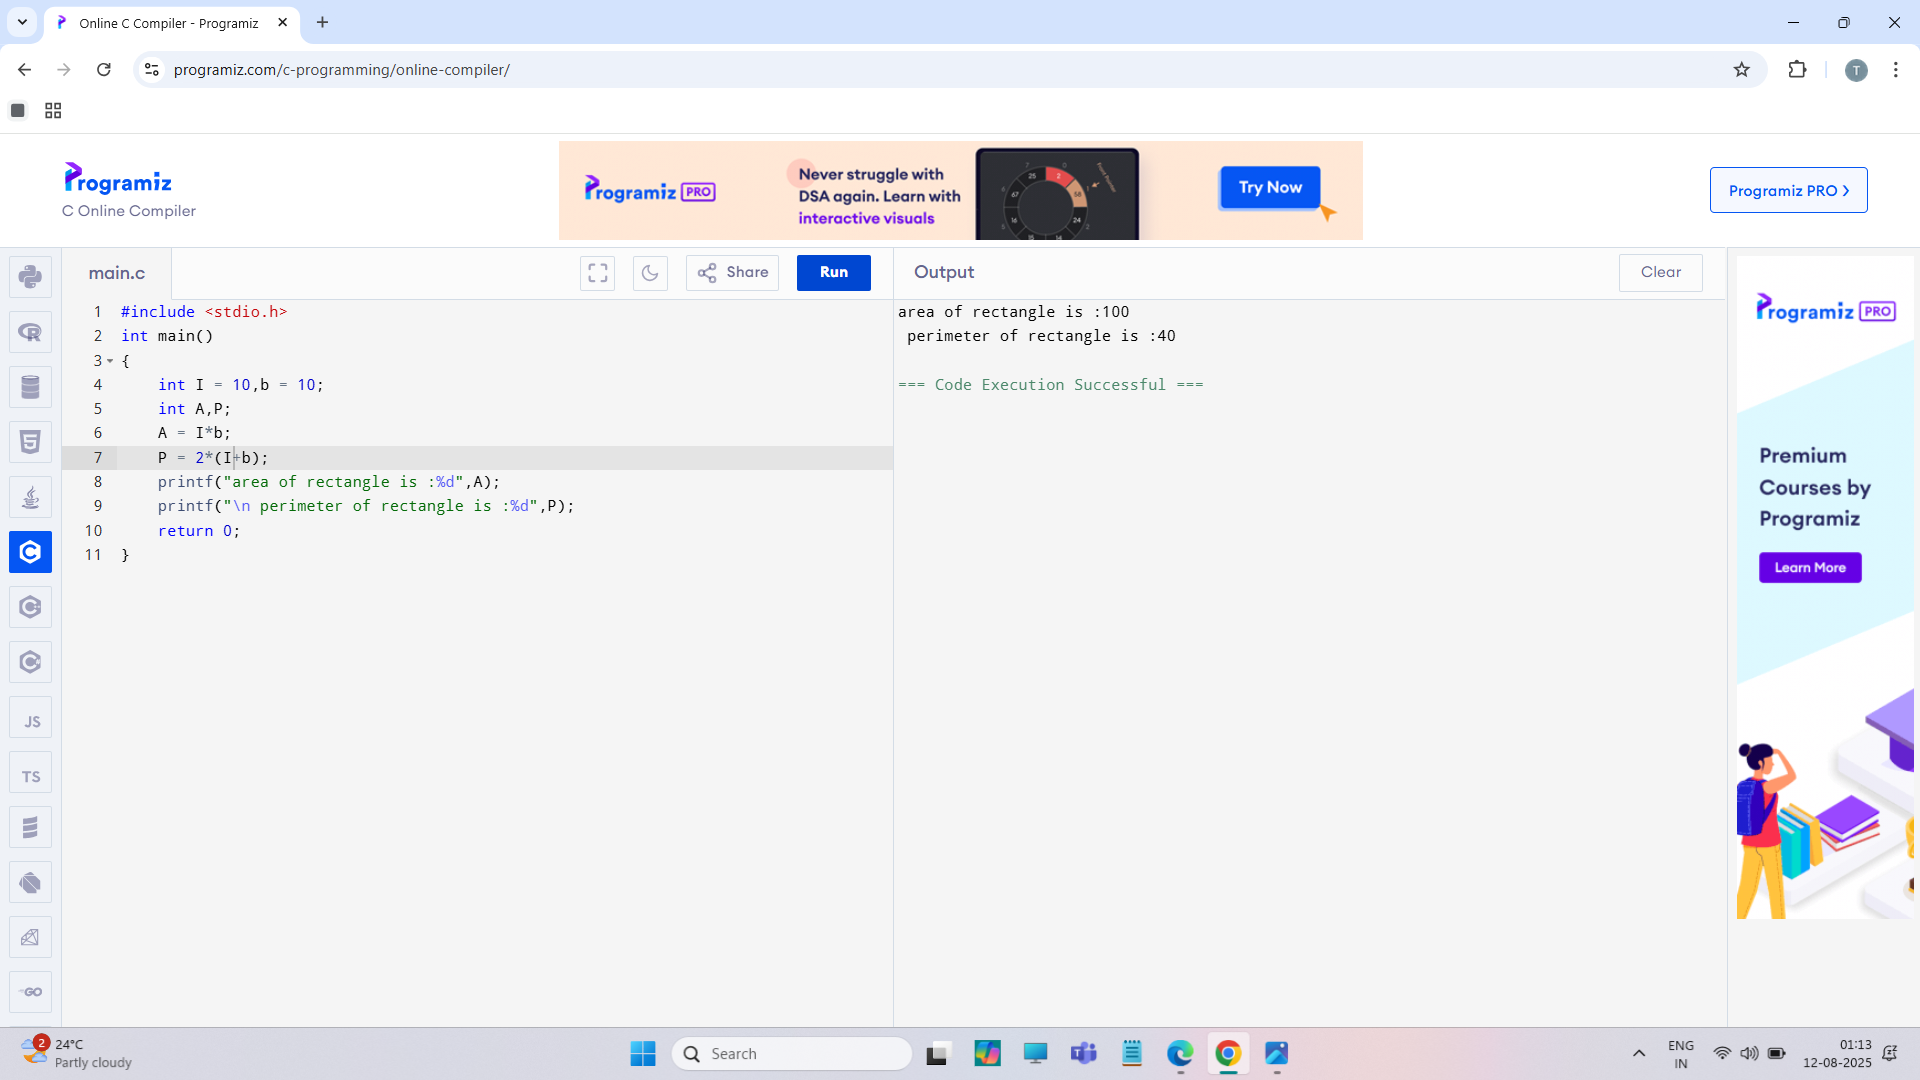 Online C Compiler - Programiz
programiz.com/c-programming/online-compiler/
T
Programiz
C Online Compiler
Programiz PRO
Never struggle with
DSA again. Learn with
interactive visuals
Try Now
Programiz PRO
main.c
Share
Run
Output
Clear
1 #include <stdio.h>
2 int main()
3 {
4 int I = 10,b = 10;
5 int A,P;
6 A = I*b;
7 P = 2*(I+b);
8 printf("area of rectangle is :%d",A);
9 printf("\n perimeter of rectangle is :%d",P);
10 return 0;
11 }
area of rectangle is :100
perimeter of rectangle is :40
=== Code Execution Successful ===
JS
TS
GO
Programiz PRO
Premium
Courses by
Programiz
Learn More
2
24°C
Partly cloudy
Search
ENG
IN
01:13
12-08-2025